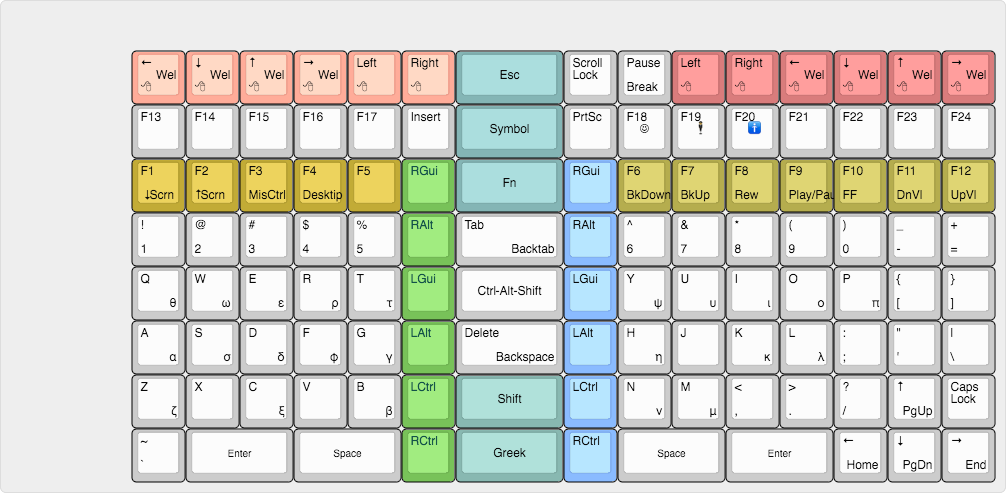 ← Wel ↓ Wel ↑ Wel → Wel Left Right Esc Scroll Lock Pause Break Left Right ← Wel ↓ Wel ↑ Wel → Wel
F13 F14 F15 F16 F17 Insert Symbol PrtSc F18 ☺ F19 F20 F21 F22 F23 F24
F1 ↓Scrn F2 ↑Scrn F3 MisCtrl F4 Desktip F5 RGui Fn RGui F6 BkDown F7 BkUp F8 Rew F9 Play/Pau F10 FF F11 DnVl F12 UpVl
! 1 @ 2 # 3 $ 4 % 5 RAlt Tab Backtab RAlt ^ 6 & 7 * 8 ( 9 ) 0 _ - + =
Q θ W ω E ε R ρ T τ LGui Ctrl-Alt-Shift LGui Y ψ U υ I ι O ο P π { [ } ]
A α S σ D δ F φ G γ LAlt Delete Backspace LAlt H η J K κ L λ : ; " ' | \
Z ζ X C ξ V B β LCtrl Shift LCtrl N ν M μ < , > . ? / ↑ PgUp Caps Lock
~ ` Enter Space RCtrl Greek RCtrl Space Enter ← Home ↓ PgDn → End